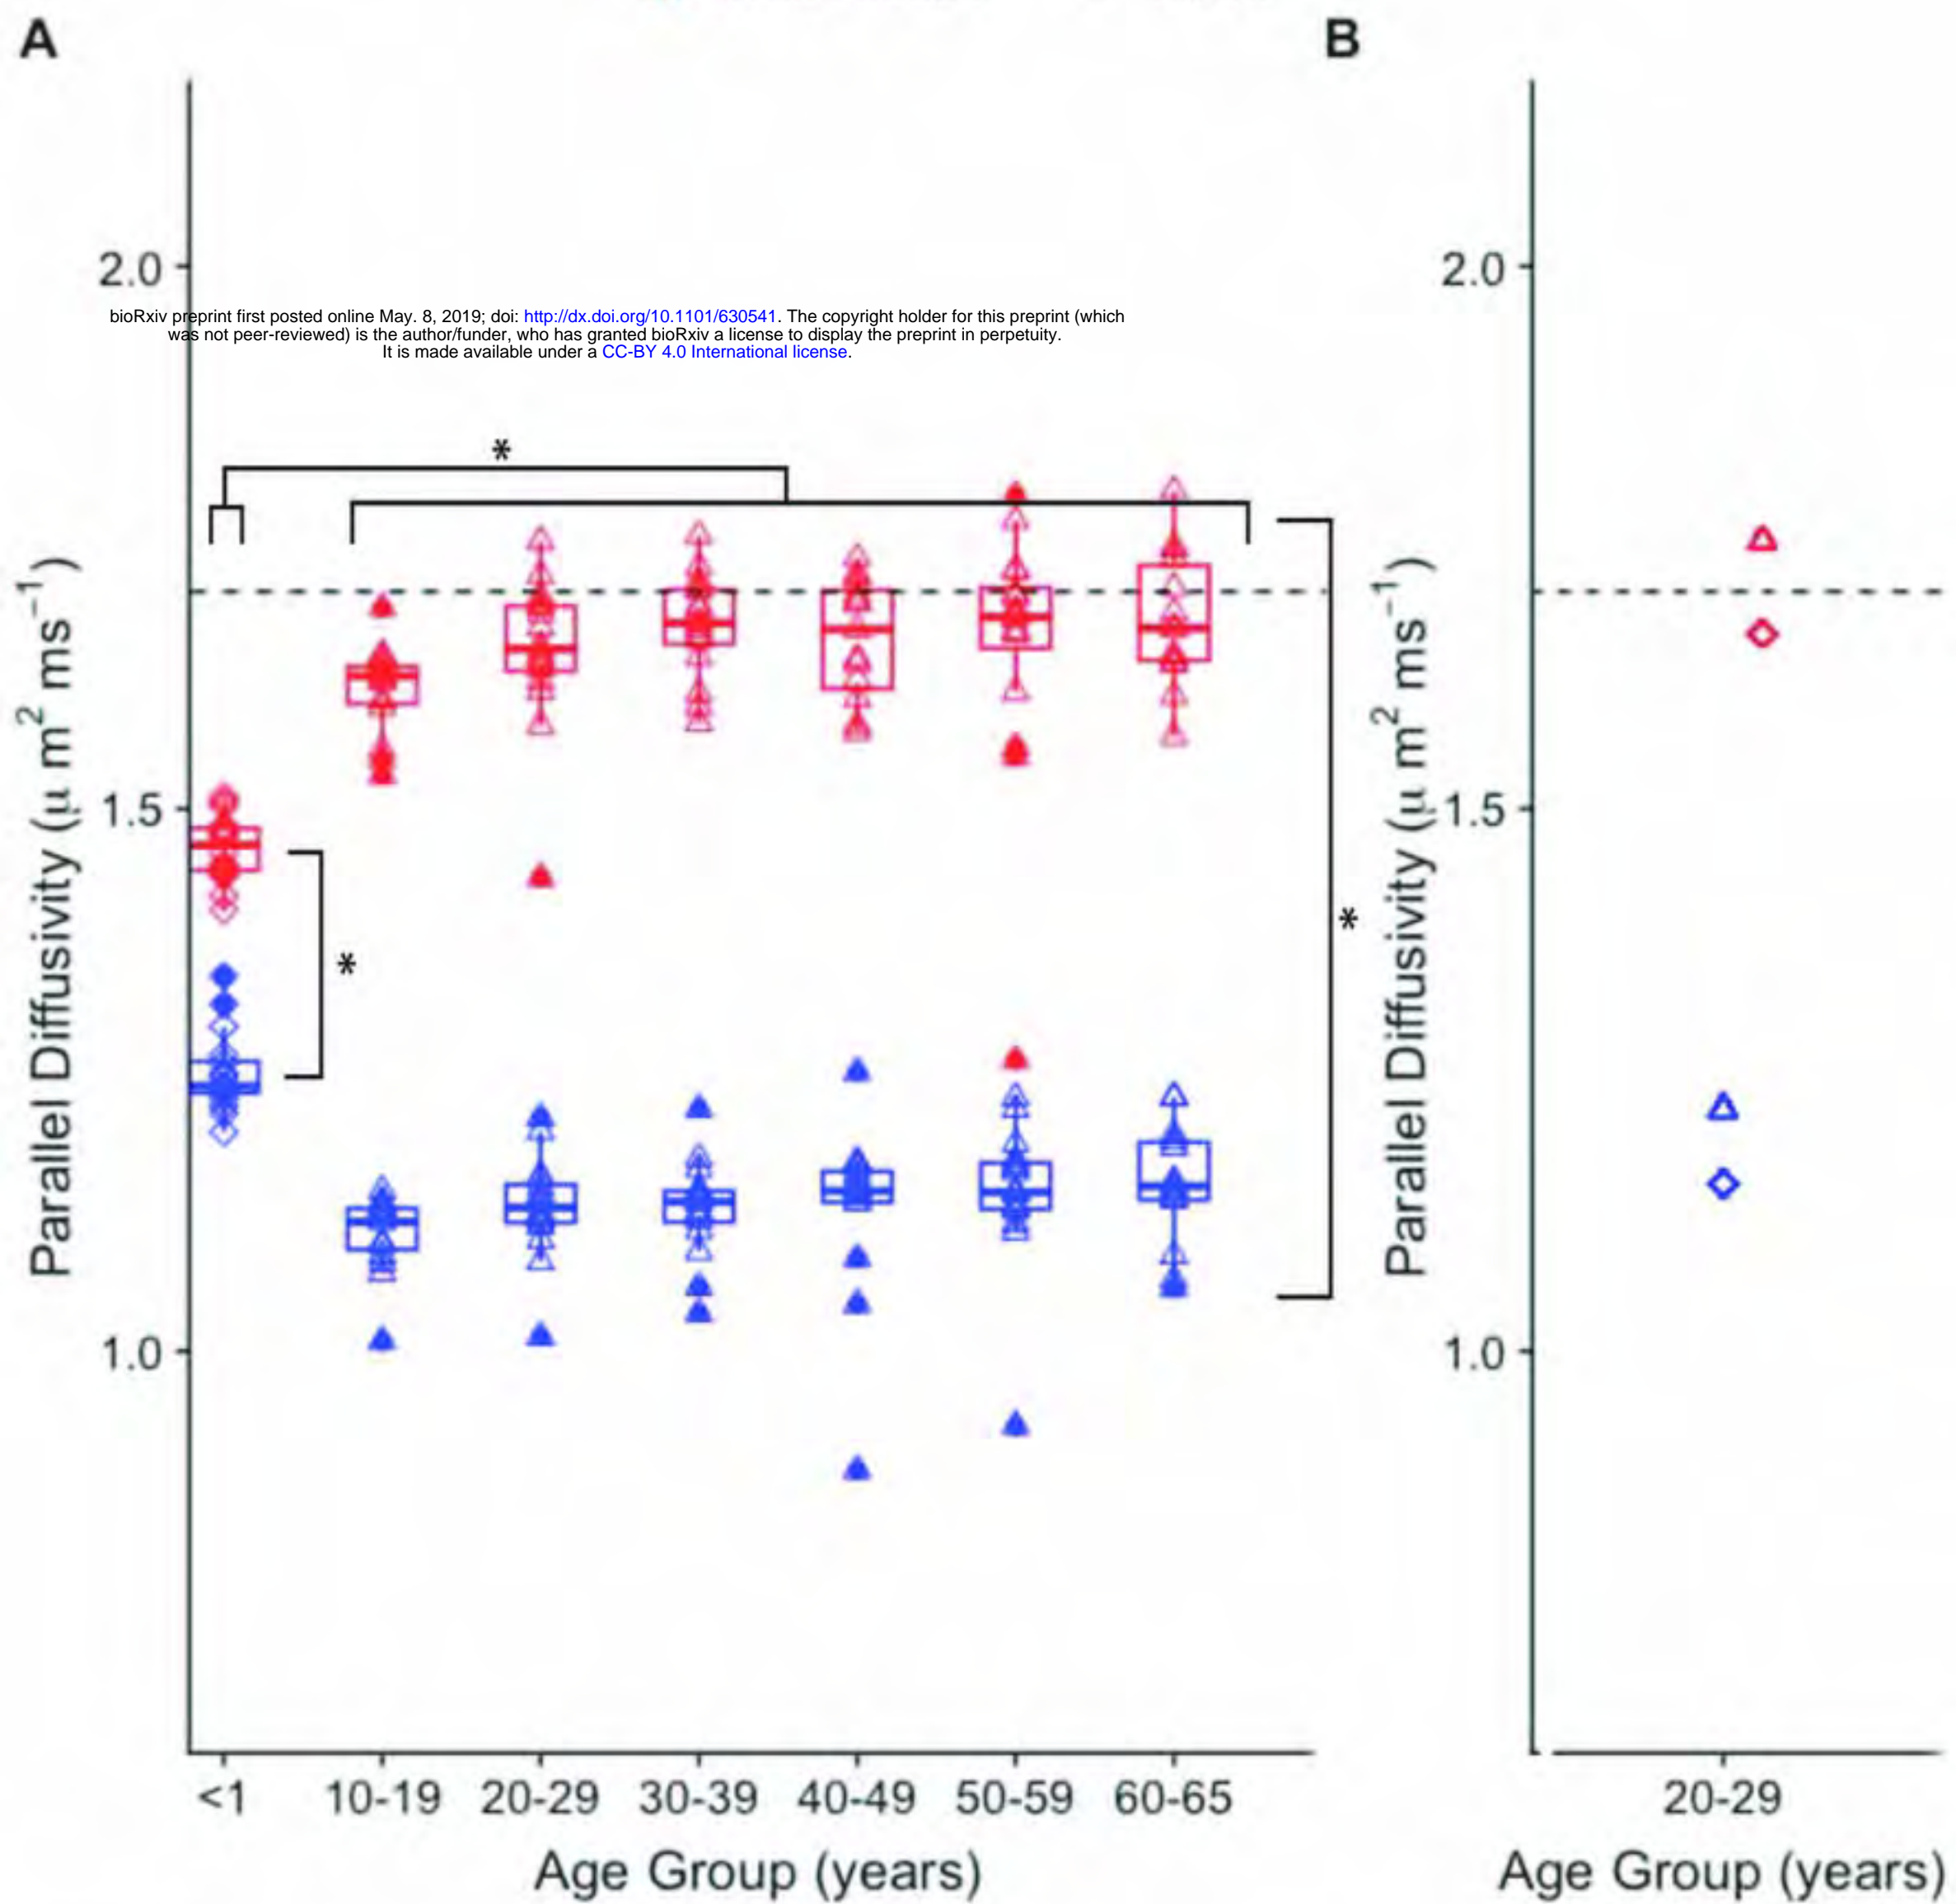 A
B
2.0
2.0
bioRxiv preprint first posted online May. 8, 2019; doi: http://dx.doi.org/10.1101/630541. The copyright holder for this preprint (which
was not peer-reviewed) is the author/funder, who has granted bioRxiv a license to display the preprint in perpetuity.
It is made available under a CC-BY 4.0 International license.
*
Parallel Diffusivity (μ m² ms⁻¹)
1.5
*
*
Parallel Diffusivity (μ m² ms⁻¹)
1.5
1.0
1.0
<1 10-19 20-29 30-39 40-49 50-59 60-65
20-29
Age Group (years)
Age Group (years)